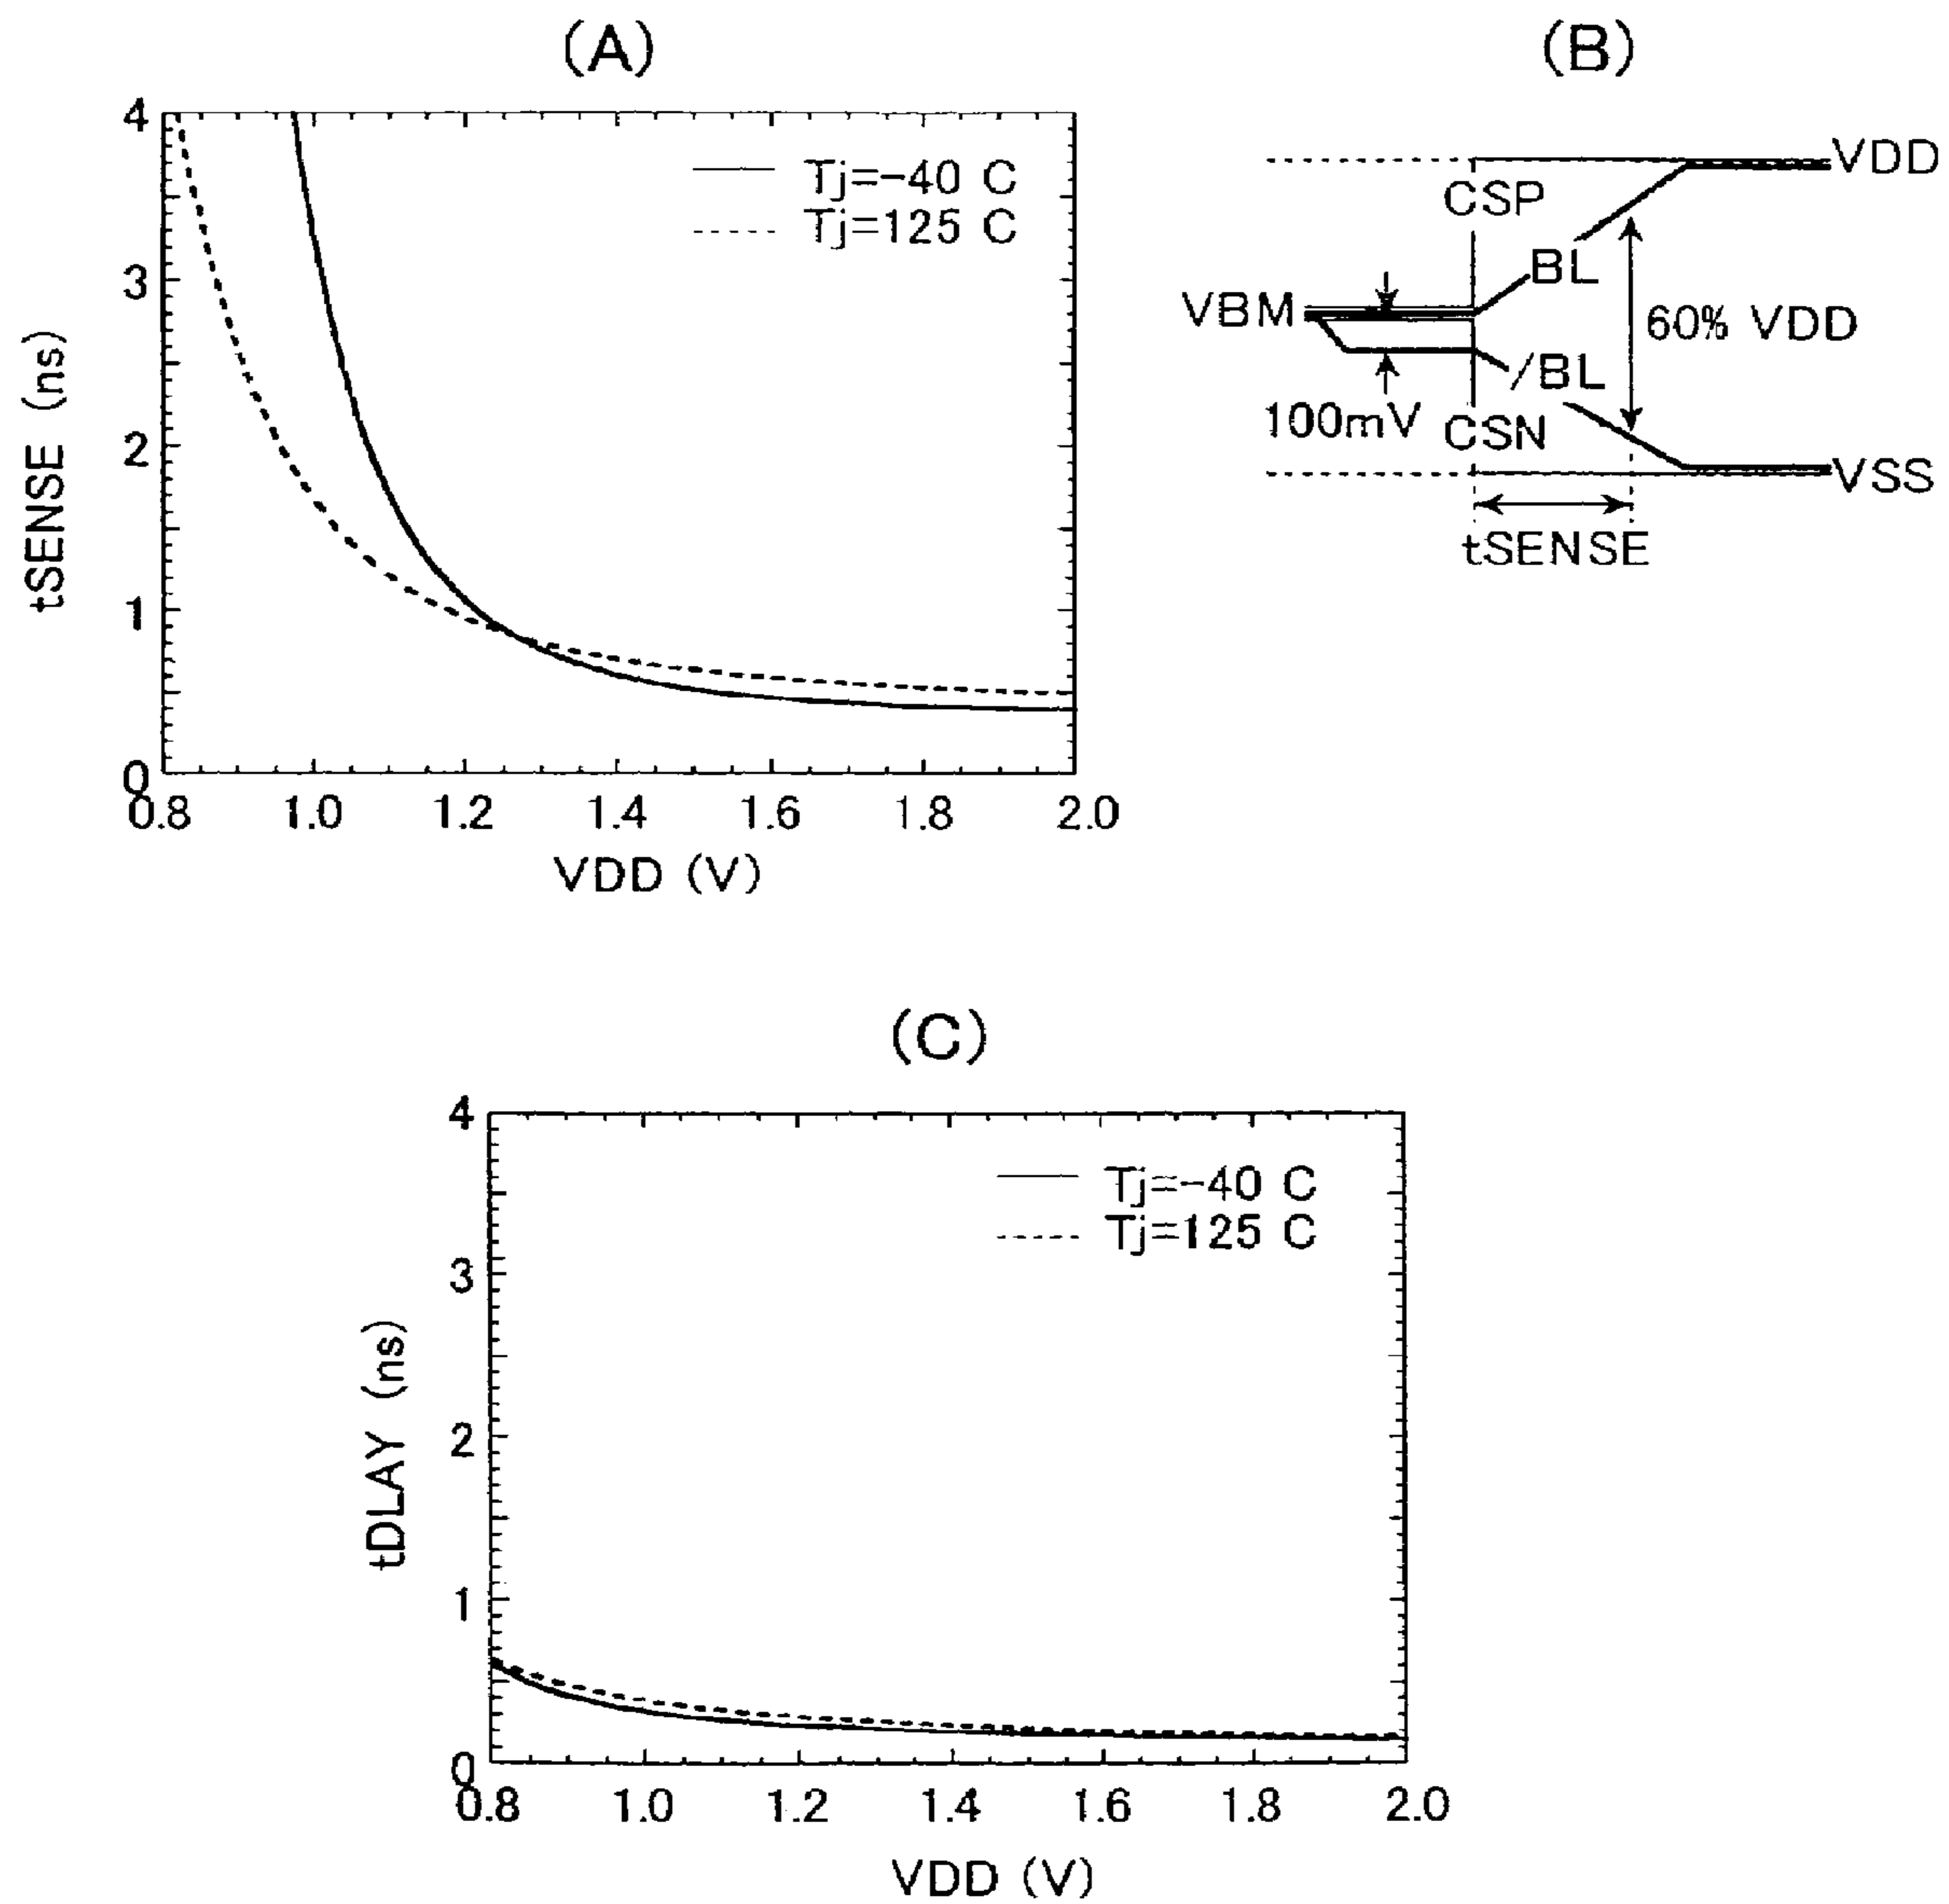 (A)
4
3
2
1
0
tSENSE (ns)
Tj=-40 C
Tj=125 C
0.8 1.0 1.2 1.4 1.6 1.8 2.0
VDD (V)
(B)
VDD
CSP
BL
VBM
60% VDD
/BL
100mV
CSN
VSS
tSENSE
(C)
4
3
2
1
0
tDLAY (ns)
Tj=-40 C
Tj=125 C
0.8 1.0 1.2 1.4 1.6 1.8 2.0
VDD (V)